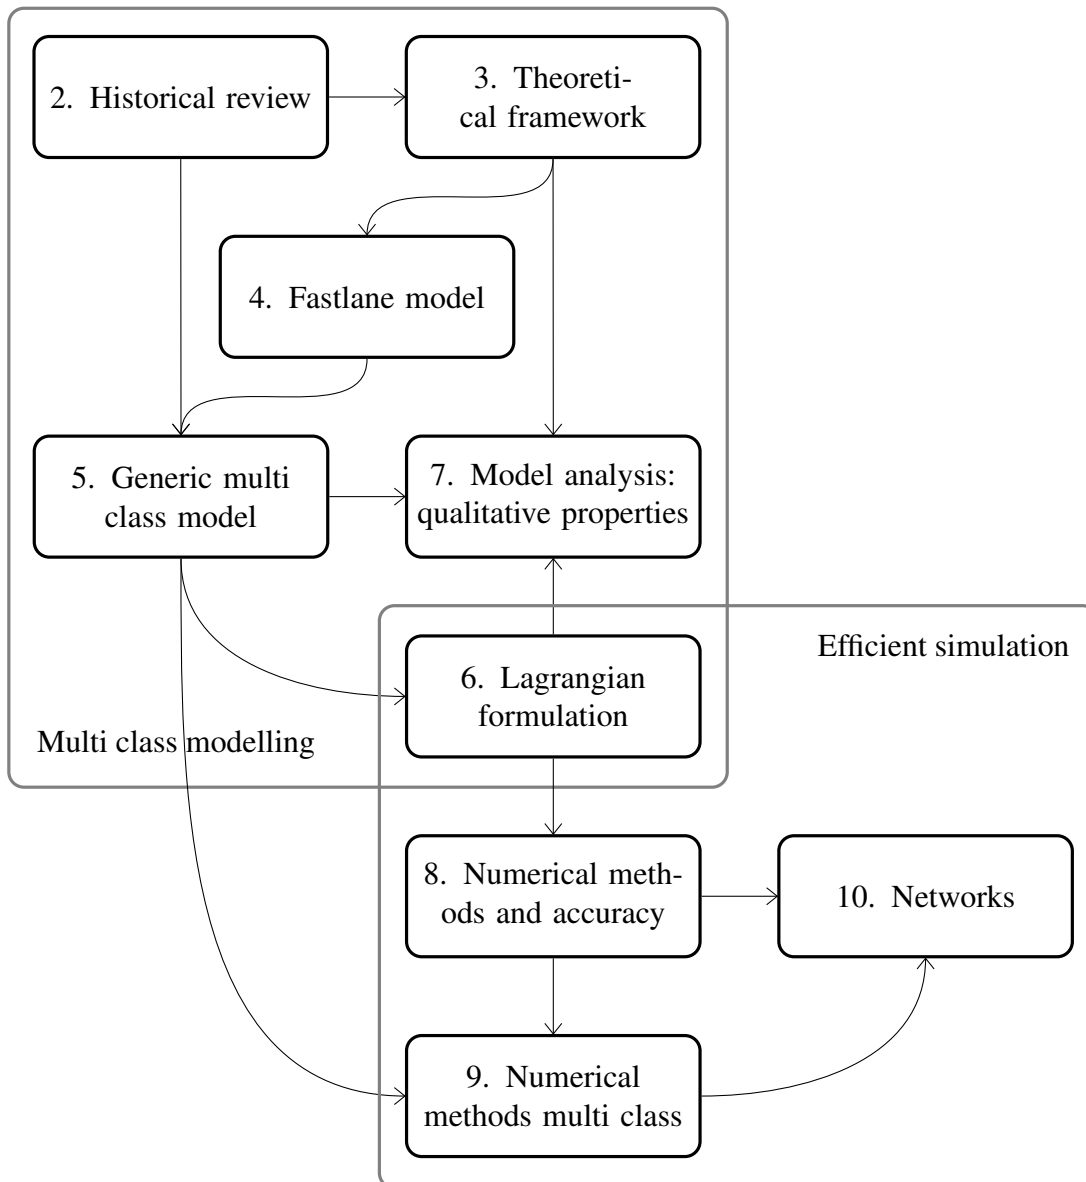 2. Historical review
3. Theoreti-
cal framework
4. Fastlane model
5. Generic multi
class model
7. Model analysis:
qualitative properties
Efficient simulation
6. Lagrangian
formulation
Multi class modelling
8. Numerical meth-
ods and accuracy
10. Networks
9. Numerical
methods multi class